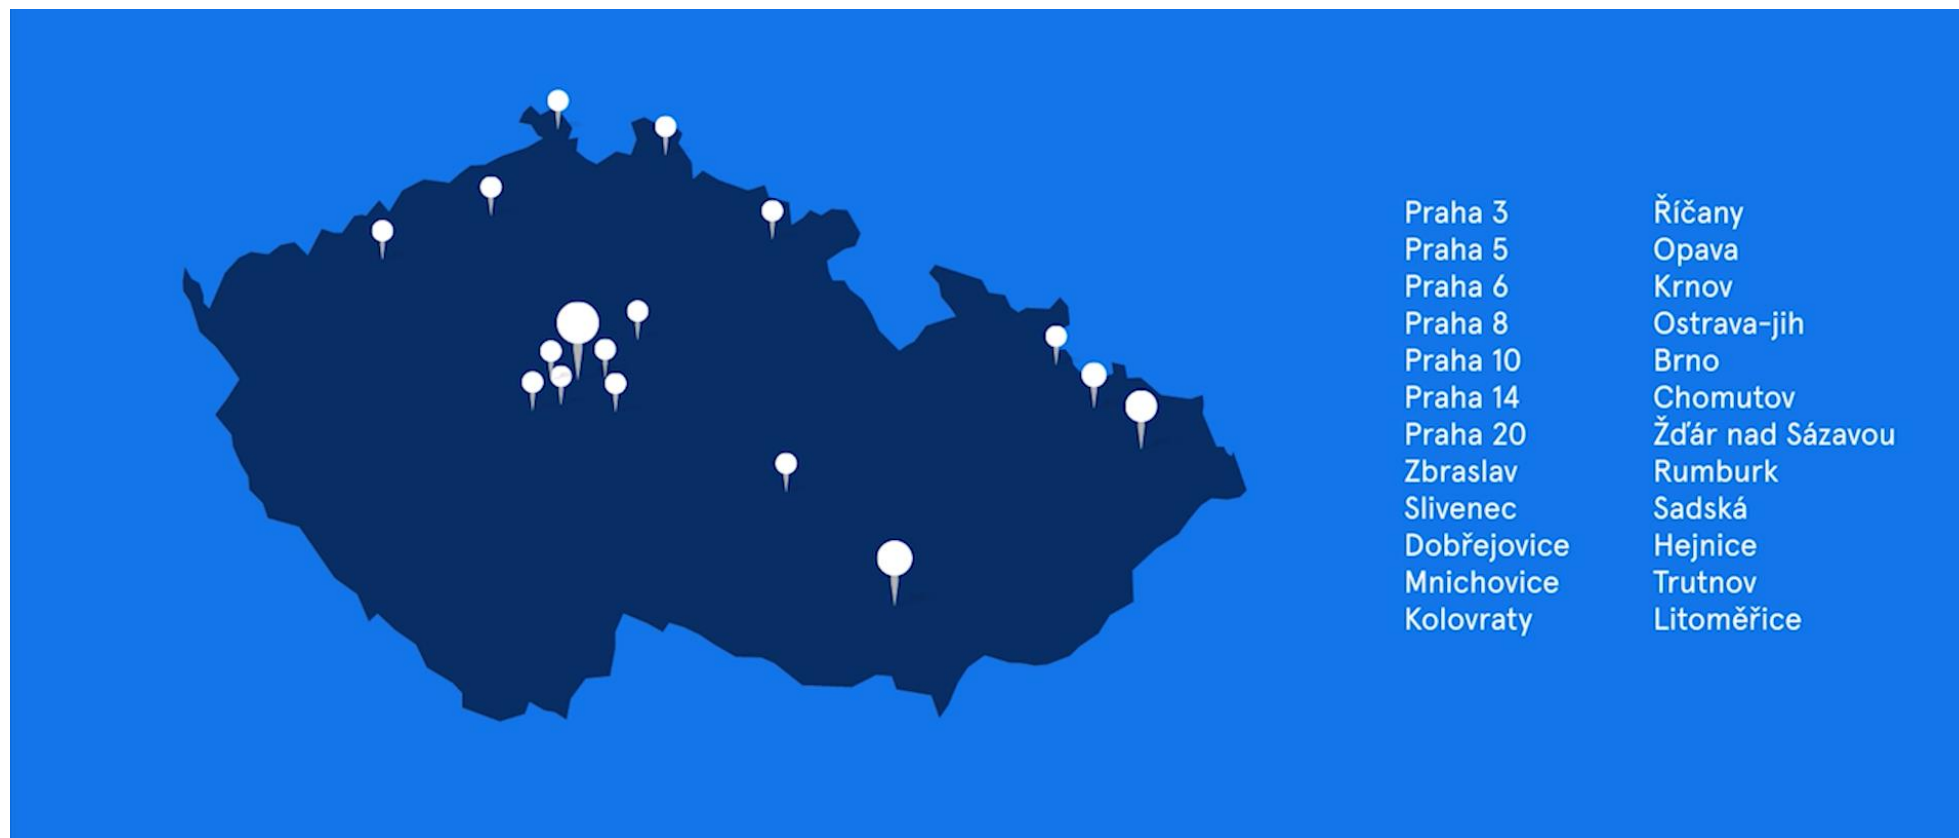 Praha 3
Praha 5
Praha 6
Praha 8
Praha 10
Praha 14
Praha 20
Zbraslav
Slivenec
Dobřejovice
Mnichovice
Kolovraty
Říčany
Opava
Krnov
Ostrava-jih
Brno
Chomutov
Žďár nad Sázavou
Rumburk
Sadská
Hejnice
Trutnov
Litoměřice